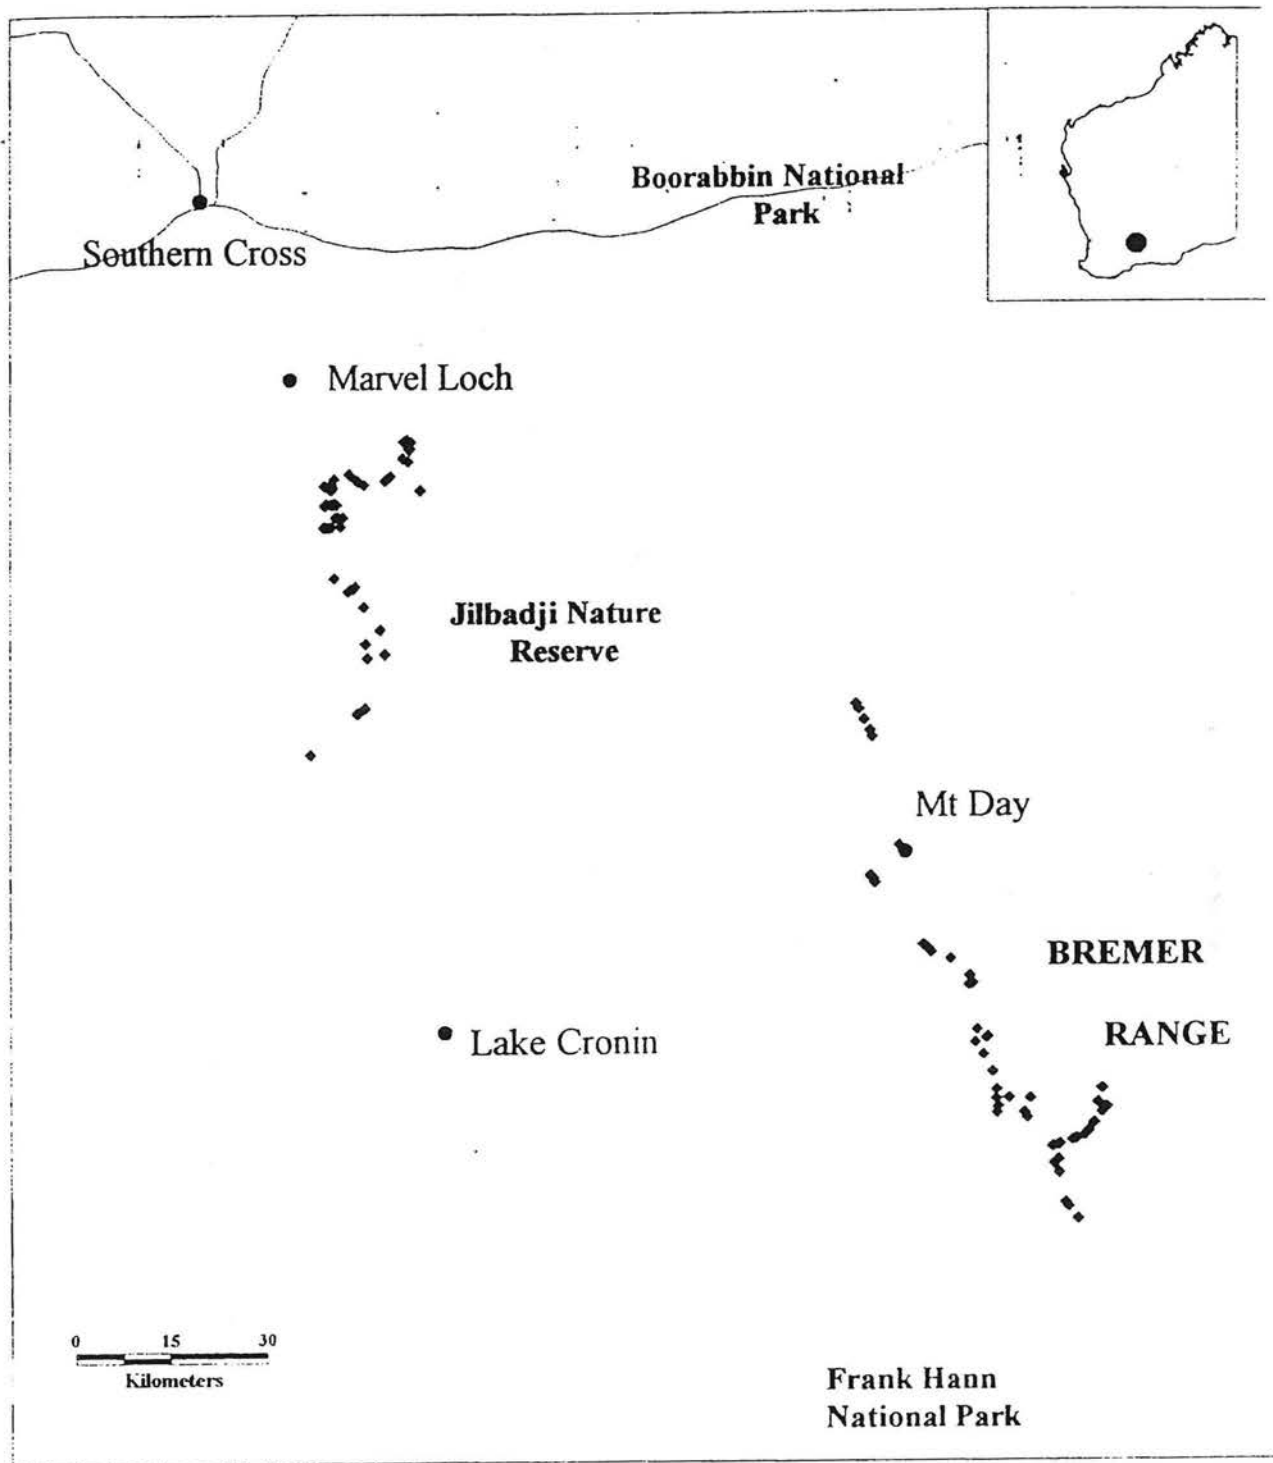 Boorabbin National
Park
Southern Cross
Marvel Loch
Jilbadji Nature
Reserve
Mt Day
BREMER
RANGE
Lake Cronin
0 15 30
Kilometers
Frank Hann
National Park